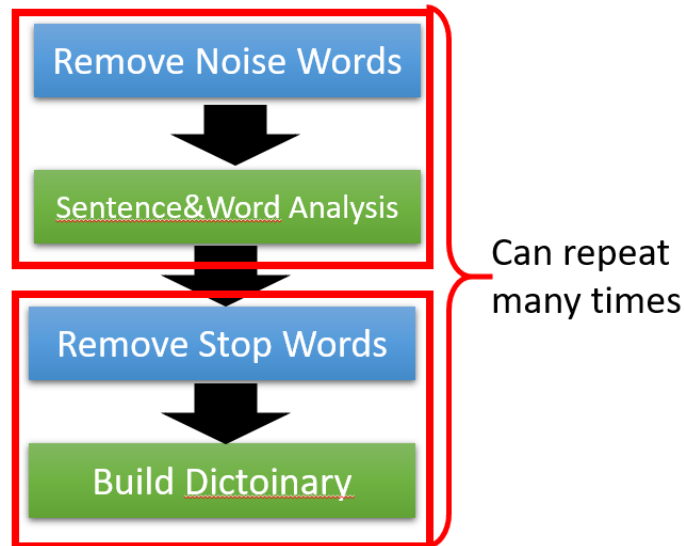 Remove Noise Words
Sentence&Word Analysis
Can repeat
many times
Remove Stop Words
Build Dictoinary